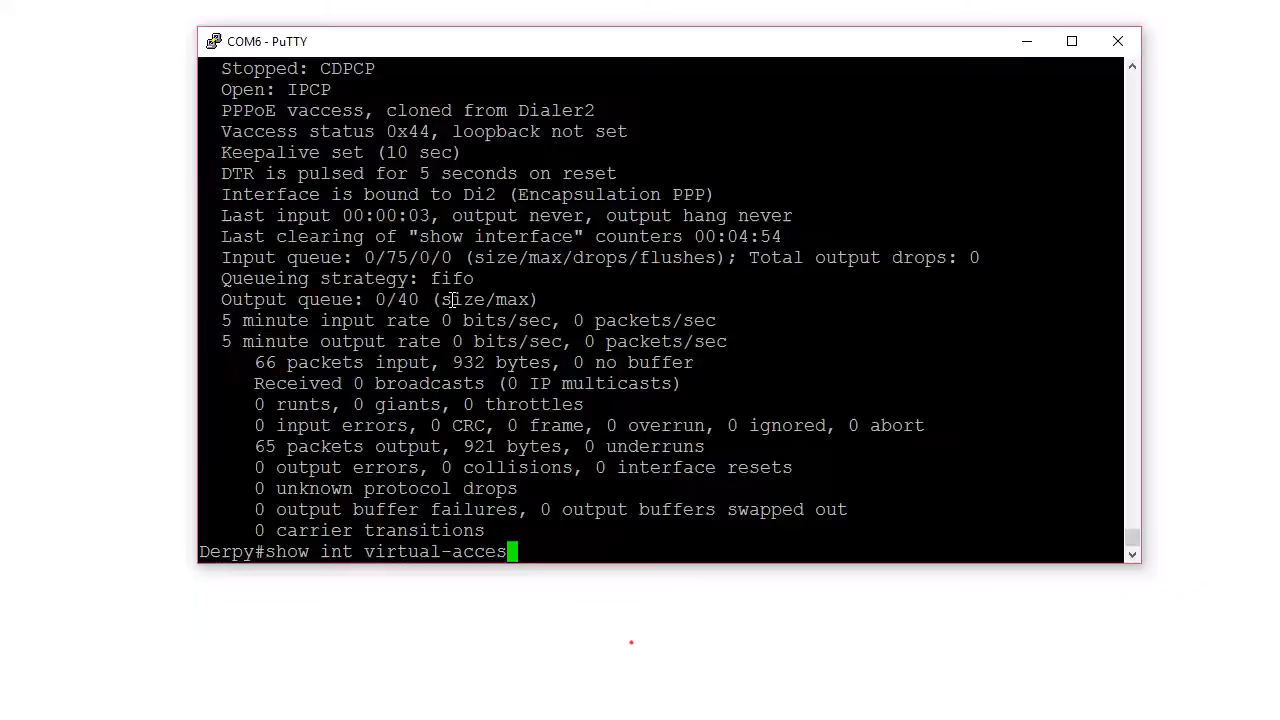 COM6 - PuTTY
Stopped: CDPCP
Open: IPCP
PPPoE vaccess, cloned from Dialer2
Vaccess status 0x44, loopback not set
Keepalive set (10 sec)
DTR is pulsed for 5 seconds on reset
Interface is bound to Di2 (Encapsulation PPP)
Last input 00:00:03, output never, output hang never
Last clearing of "show interface" counters 00:04:54
Input queue: 0/75/0/0 (size/max/drops/flushes); Total output drops: 0
Queueing strategy: fifo
Output queue: 0/40 (size/max)
5 minute input rate 0 bits/sec, 0 packets/sec
5 minute output rate 0 bits/sec, 0 packets/sec
66 packets input, 932 bytes, 0 no buffer
Received 0 broadcasts (0 IP multicasts)
0 runts, 0 giants, 0 throttles
0 input errors, 0 CRC, 0 frame, 0 overrun, 0 ignored, 0 abort
65 packets output, 921 bytes, 0 underruns
0 output errors, 0 collisions, 0 interface resets
0 unknown protocol drops
0 output buffer failures, 0 output buffers swapped out
0 carrier transitions
Derpy#show int virtual-acces